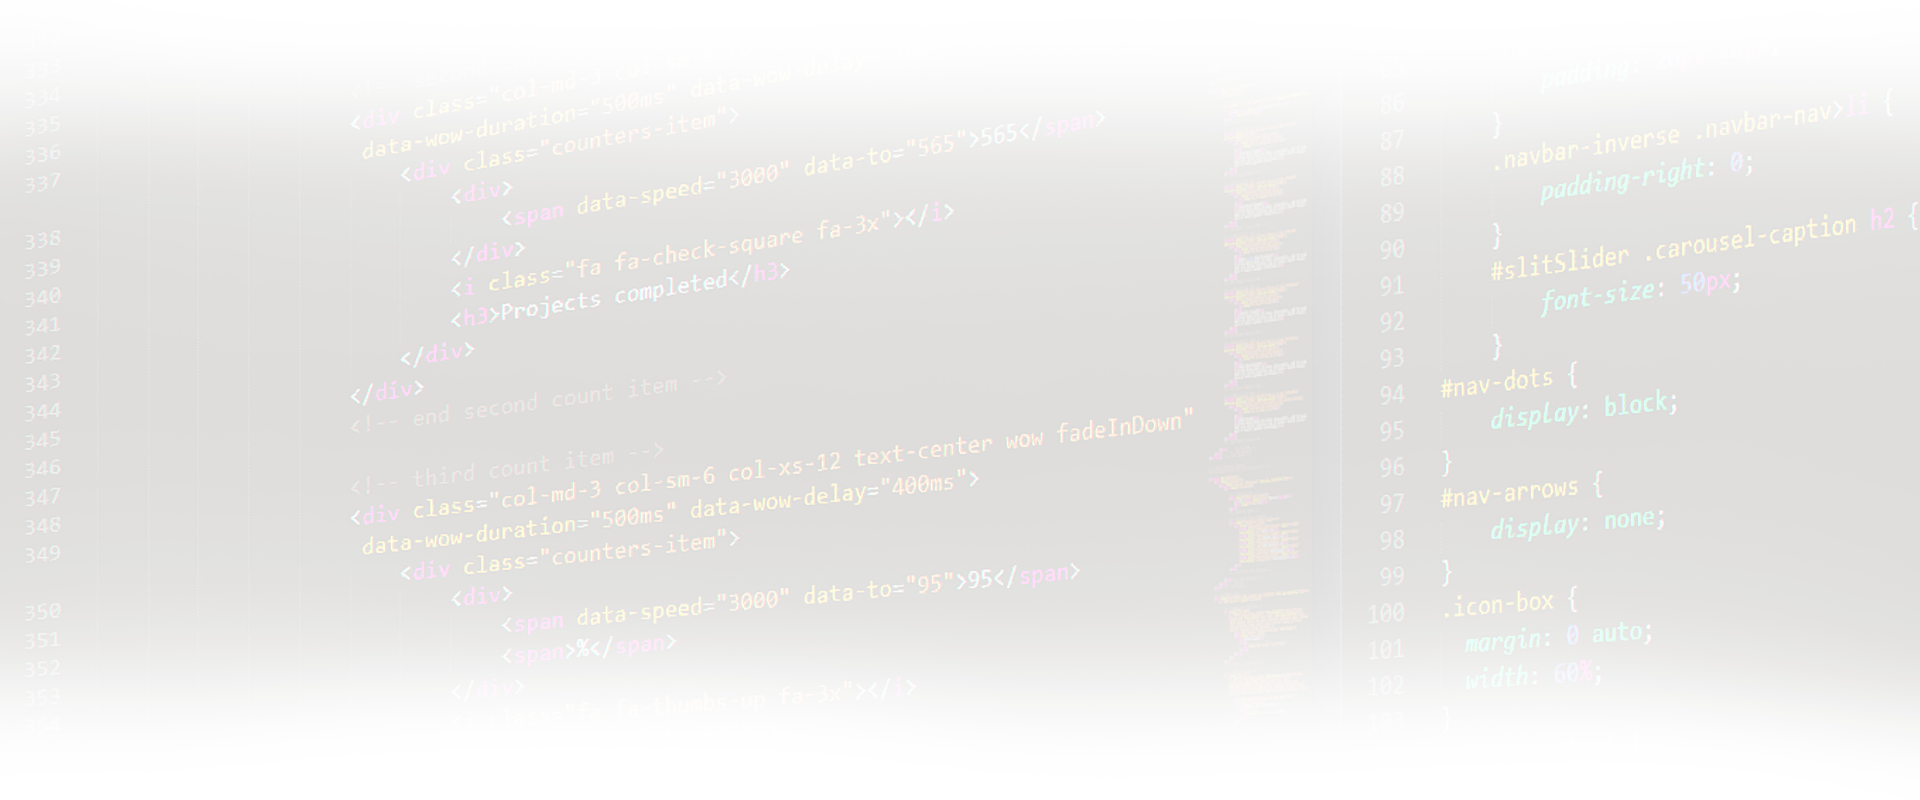 333
334
335
336
337
338
339
340
341
342
343
344
345
346
347
348
349
350
351
352
353
<div class="col-md-3
data-wow-duration="500ms" data-wow-delay
<div class="counters-item">
<div>
<span data-speed="3000" data-to="565">565</span>
</div>
<i class="fa fa-check-square fa-3x"></i>
<h3>Projects completed</h3>
</div>
</div>
<!-- end second count item -->
<!-- third count item -->
<div class="col-md-3 col-sm-6 col-xs-12 text-center wow fadeInDown"
data-wow-duration="500ms" data-wow-delay="400ms">
<div class="counters-item">
<div>
<span data-speed="3000" data-to="95">95</span>
<span>%</span>
</div>
thumbs-up fa-3x"></i>
padding:
86 }
87 .navbar-inverse .navbar-nav>li {
88 padding-right: 0;
89 }
90 #slitSlider .carousel-caption h2 {
91 font-size: 50px;
92 }
93 #nav-dots {
94 display: block;
95 }
96 #nav-arrows {
97 display: none;
98 }
99 .icon-box {
100 margin: 0 auto;
101 width: 60%;
102 }